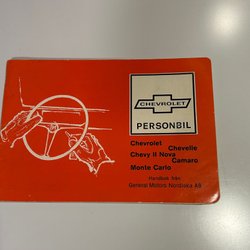 CHEVROLET
PERSONBIL
Chevrolet
Chevelle
Chevy II Nova
Camaro
Monte Carlo
Handbok från
General Motors Nordiska AB